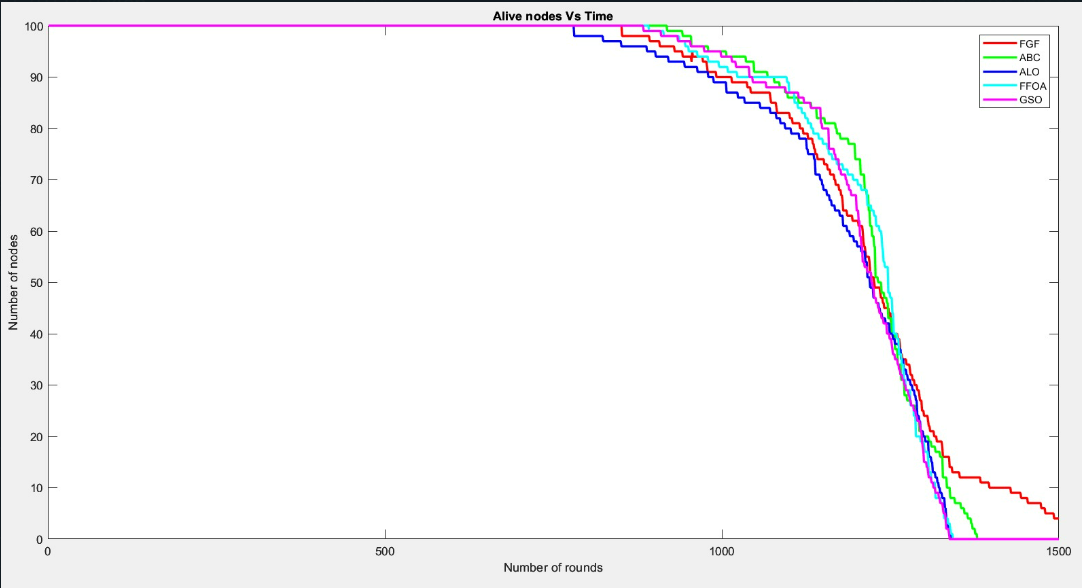 Alive nodes Vs Time
100
90
80
70
60
50
40
30
20
10
0
Number of nodes
FGF
ABC
ALO
FFOA
GSO
0
500
1000
1500
Number of rounds